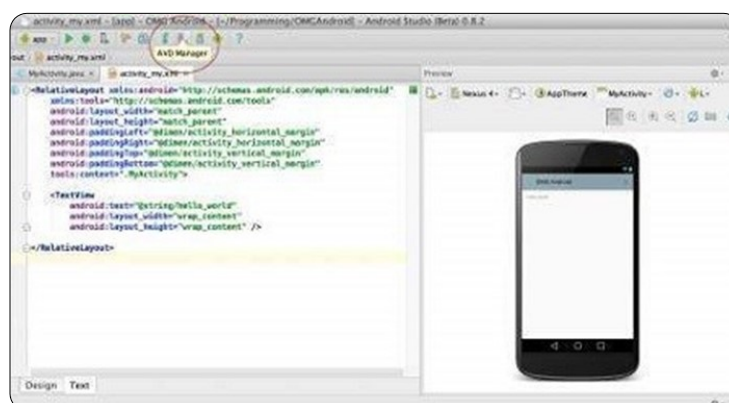 activity_my.xml - [app] - OMGAndroid - [~/Programming/OMGAndroid] - Android Studio (Beta) 0.8.2
app
AVD Manager
out activity_my.xml
MyActivity.java × activity_my.xml ×
<RelativeLayout xmlns:android="http://schemas.android.com/apk/res/android"
xmlns:tools="http://schemas.android.com/tools"
android:layout_width="match_parent"
android:layout_height="match_parent"
android:paddingLeft="@dimen/activity_horizontal_margin"
android:paddingRight="@dimen/activity_horizontal_margin"
android:paddingTop="@dimen/activity_vertical_margin"
android:paddingBottom="@dimen/activity_vertical_margin"
tools:context=".MyActivity">
<TextView
android:text="@string/hello_world"
android:layout_width="wrap_content"
android:layout_height="wrap_content" />
</RelativeLayout>
Design Text
Preview
Nexus 4 AppTheme MyActivity L